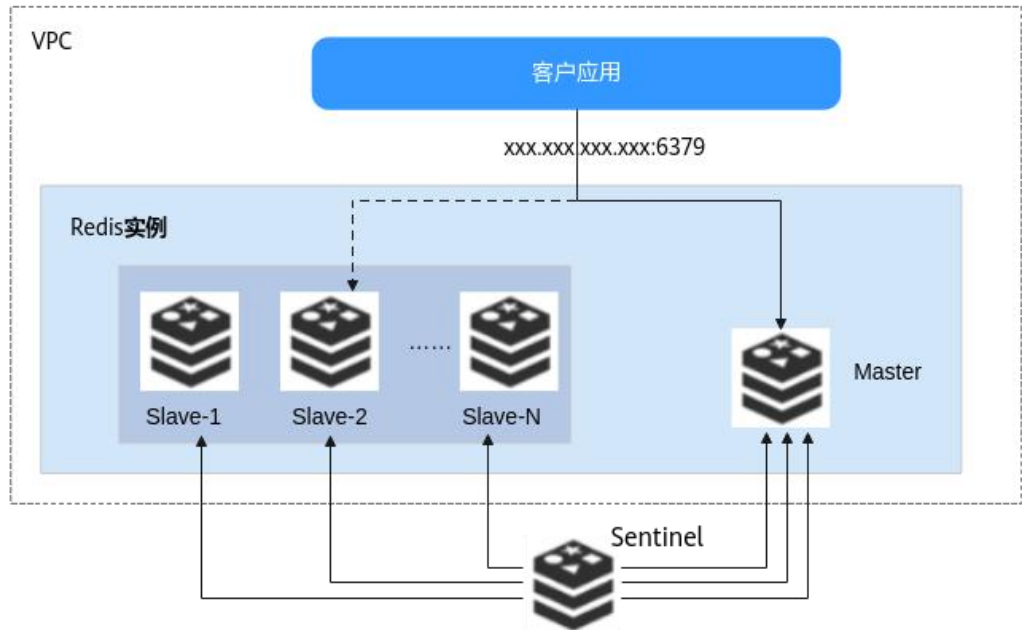 VPC
客户应用
xxx.xxx.xxx.xxx:6379
Redis实例
……
Master
Slave-1
Slave-2
Slave-N
Sentinel